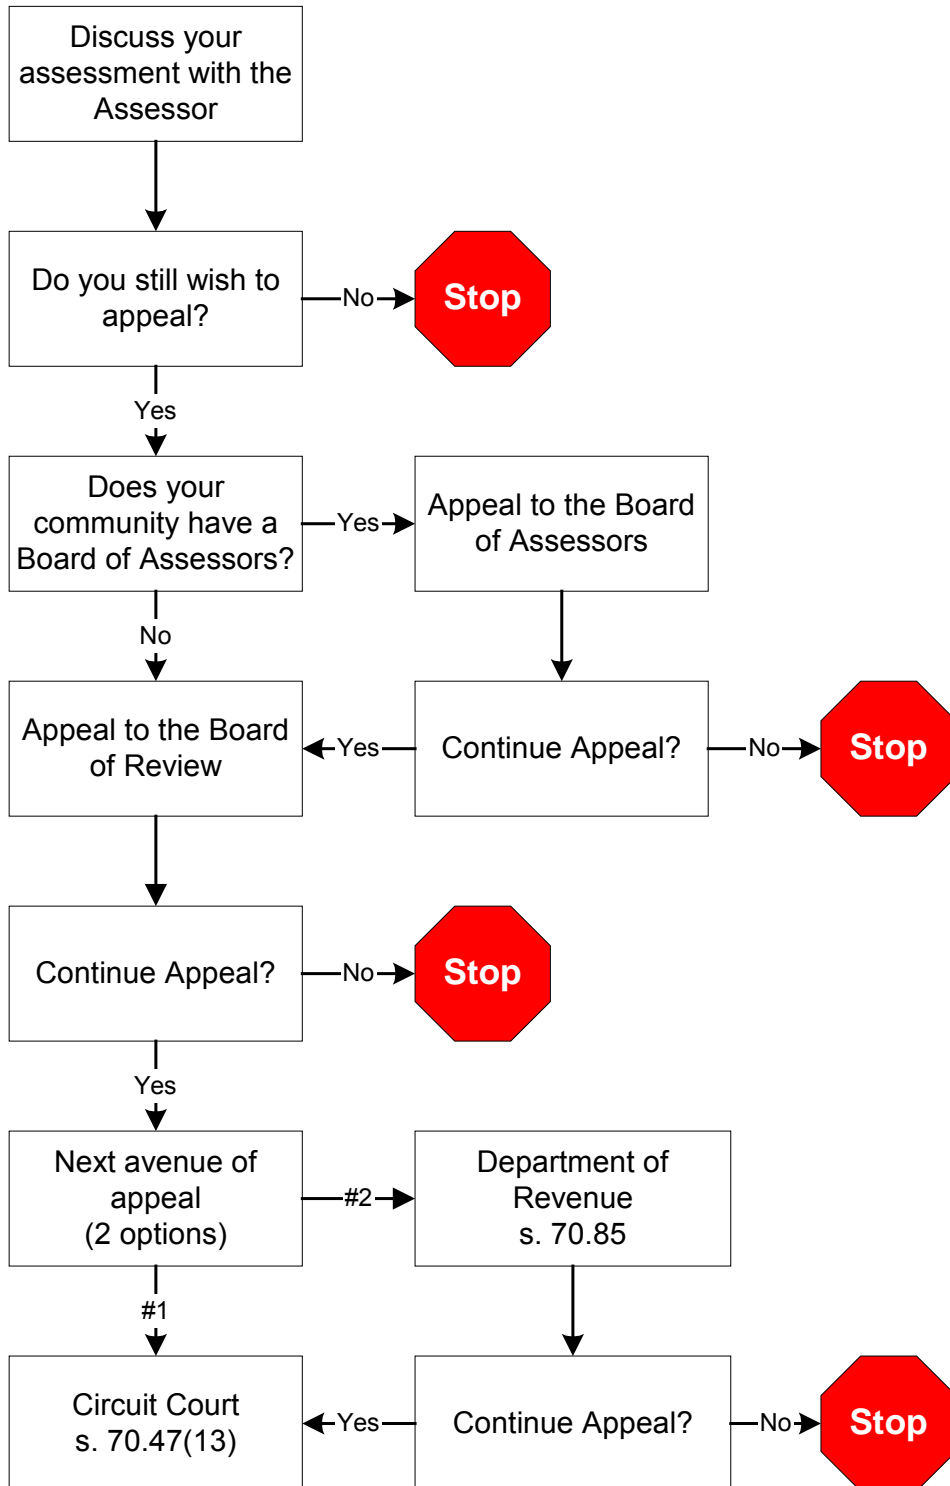 Discuss your
assessment with the
Assessor
Do you still wish to
appeal?
No
Stop
Yes
Does your
community have a
Board of Assessors?
Yes
Appeal to the Board
of Assessors
No
Appeal to the Board
of Review
Yes
Continue Appeal?
No
Stop
Continue Appeal?
No
Stop
Yes
Next avenue of
appeal
(2 options)
#2
Department of
Revenue
s. 70.85
#1
Circuit Court
s. 70.47(13)
Yes
Continue Appeal?
No
Stop